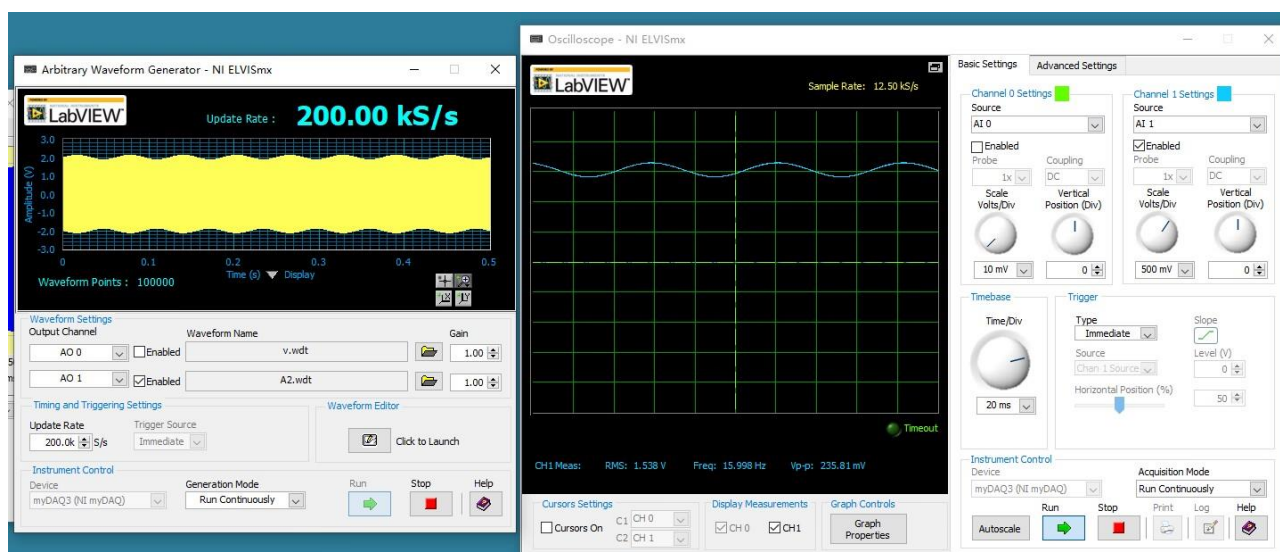 Arbitrary Waveform Generator - NI ELVISmx
LabVIEW
Update Rate : 200.00 kS/s
3.0
2.0
1.0
0.0
-1.0
-2.0
-3.0
Amplitude (V)
0 0.1 0.2 0.3 0.4 0.5
Time (s) Display
Waveform Points : 100000
Waveform Settings
Output Channel Waveform Name Gain
AO 0 Enabled v.wdt 1.00
AO 1 Enabled A2.wdt 1.00
Timing and Triggering Settings
Update Rate Trigger Source
200.0k S/s Immediate
Waveform Editor
Click to Launch
Instrument Control
Device Generation Mode Run Stop Help
myDAQ3 (NI myDAQ) Run Continuously
Oscilloscope - NI ELVISmx
LabVIEW
Sample Rate: 12.50 kS/s
Timeout
CH1 Meas: RMS: 1.538 V Freq: 15.998 Hz Vp-p: 235.81 mV
Cursors Settings
Cursors On C1 CH 0
C2 CH 1
Display Measurements
CH 0 CH1
Graph Controls
Graph
Properties
Basic Settings Advanced Settings
Channel 0 Settings
Source
AI 0
Enabled
Probe Coupling
1x DC
Scale Vertical
Volts/Div Position (Div)
10 mV 0
Channel 1 Settings
Source
AI 1
Enabled
Probe Coupling
1x DC
Scale Vertical
Volts/Div Position (Div)
500 mV 0
Timebase
Time/Div
20 ms
Trigger
Type Slope
Immediate
Source Level (V)
Chan 1 Source 0
Horizontal Position (%)
50
Instrument Control
Device Acquisition Mode
myDAQ3 (NI myDAQ) Run Continuously
Run Stop Print Log Help
Autoscale